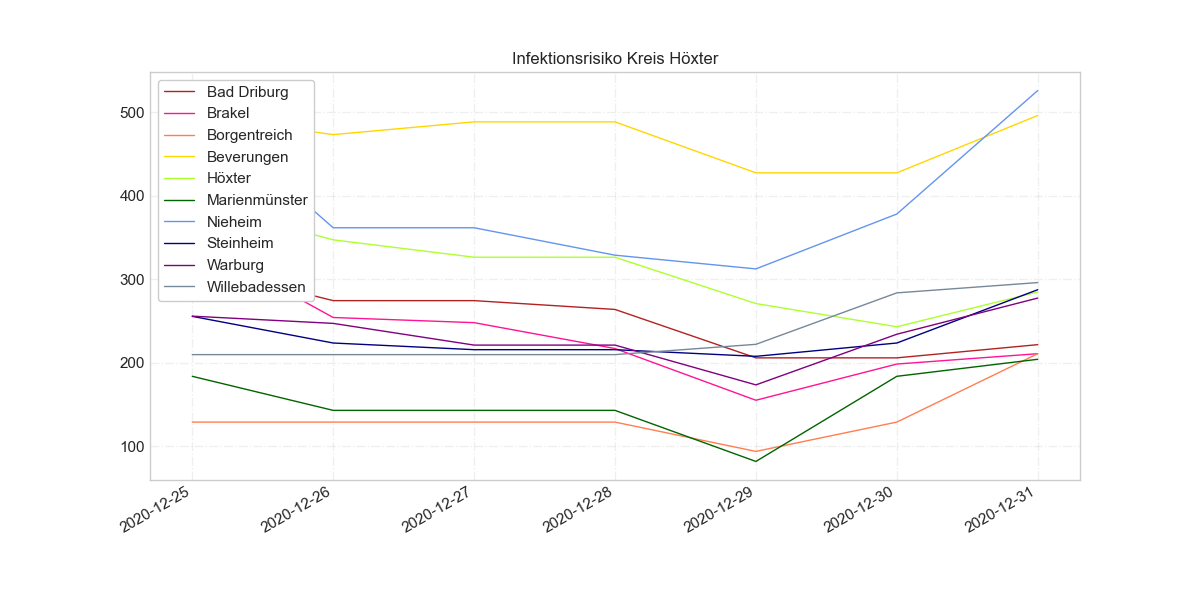 Infektionsrisiko Kreis Höxter
Bad Driburg
Brakel
Borgentreich
Beverungen
Höxter
Marienmünster
Nieheim
Steinheim
Warburg
Willebadessen
500
400
300
200
100
2020-12-25
2020-12-26
2020-12-27
2020-12-28
2020-12-29
2020-12-30
2020-12-31